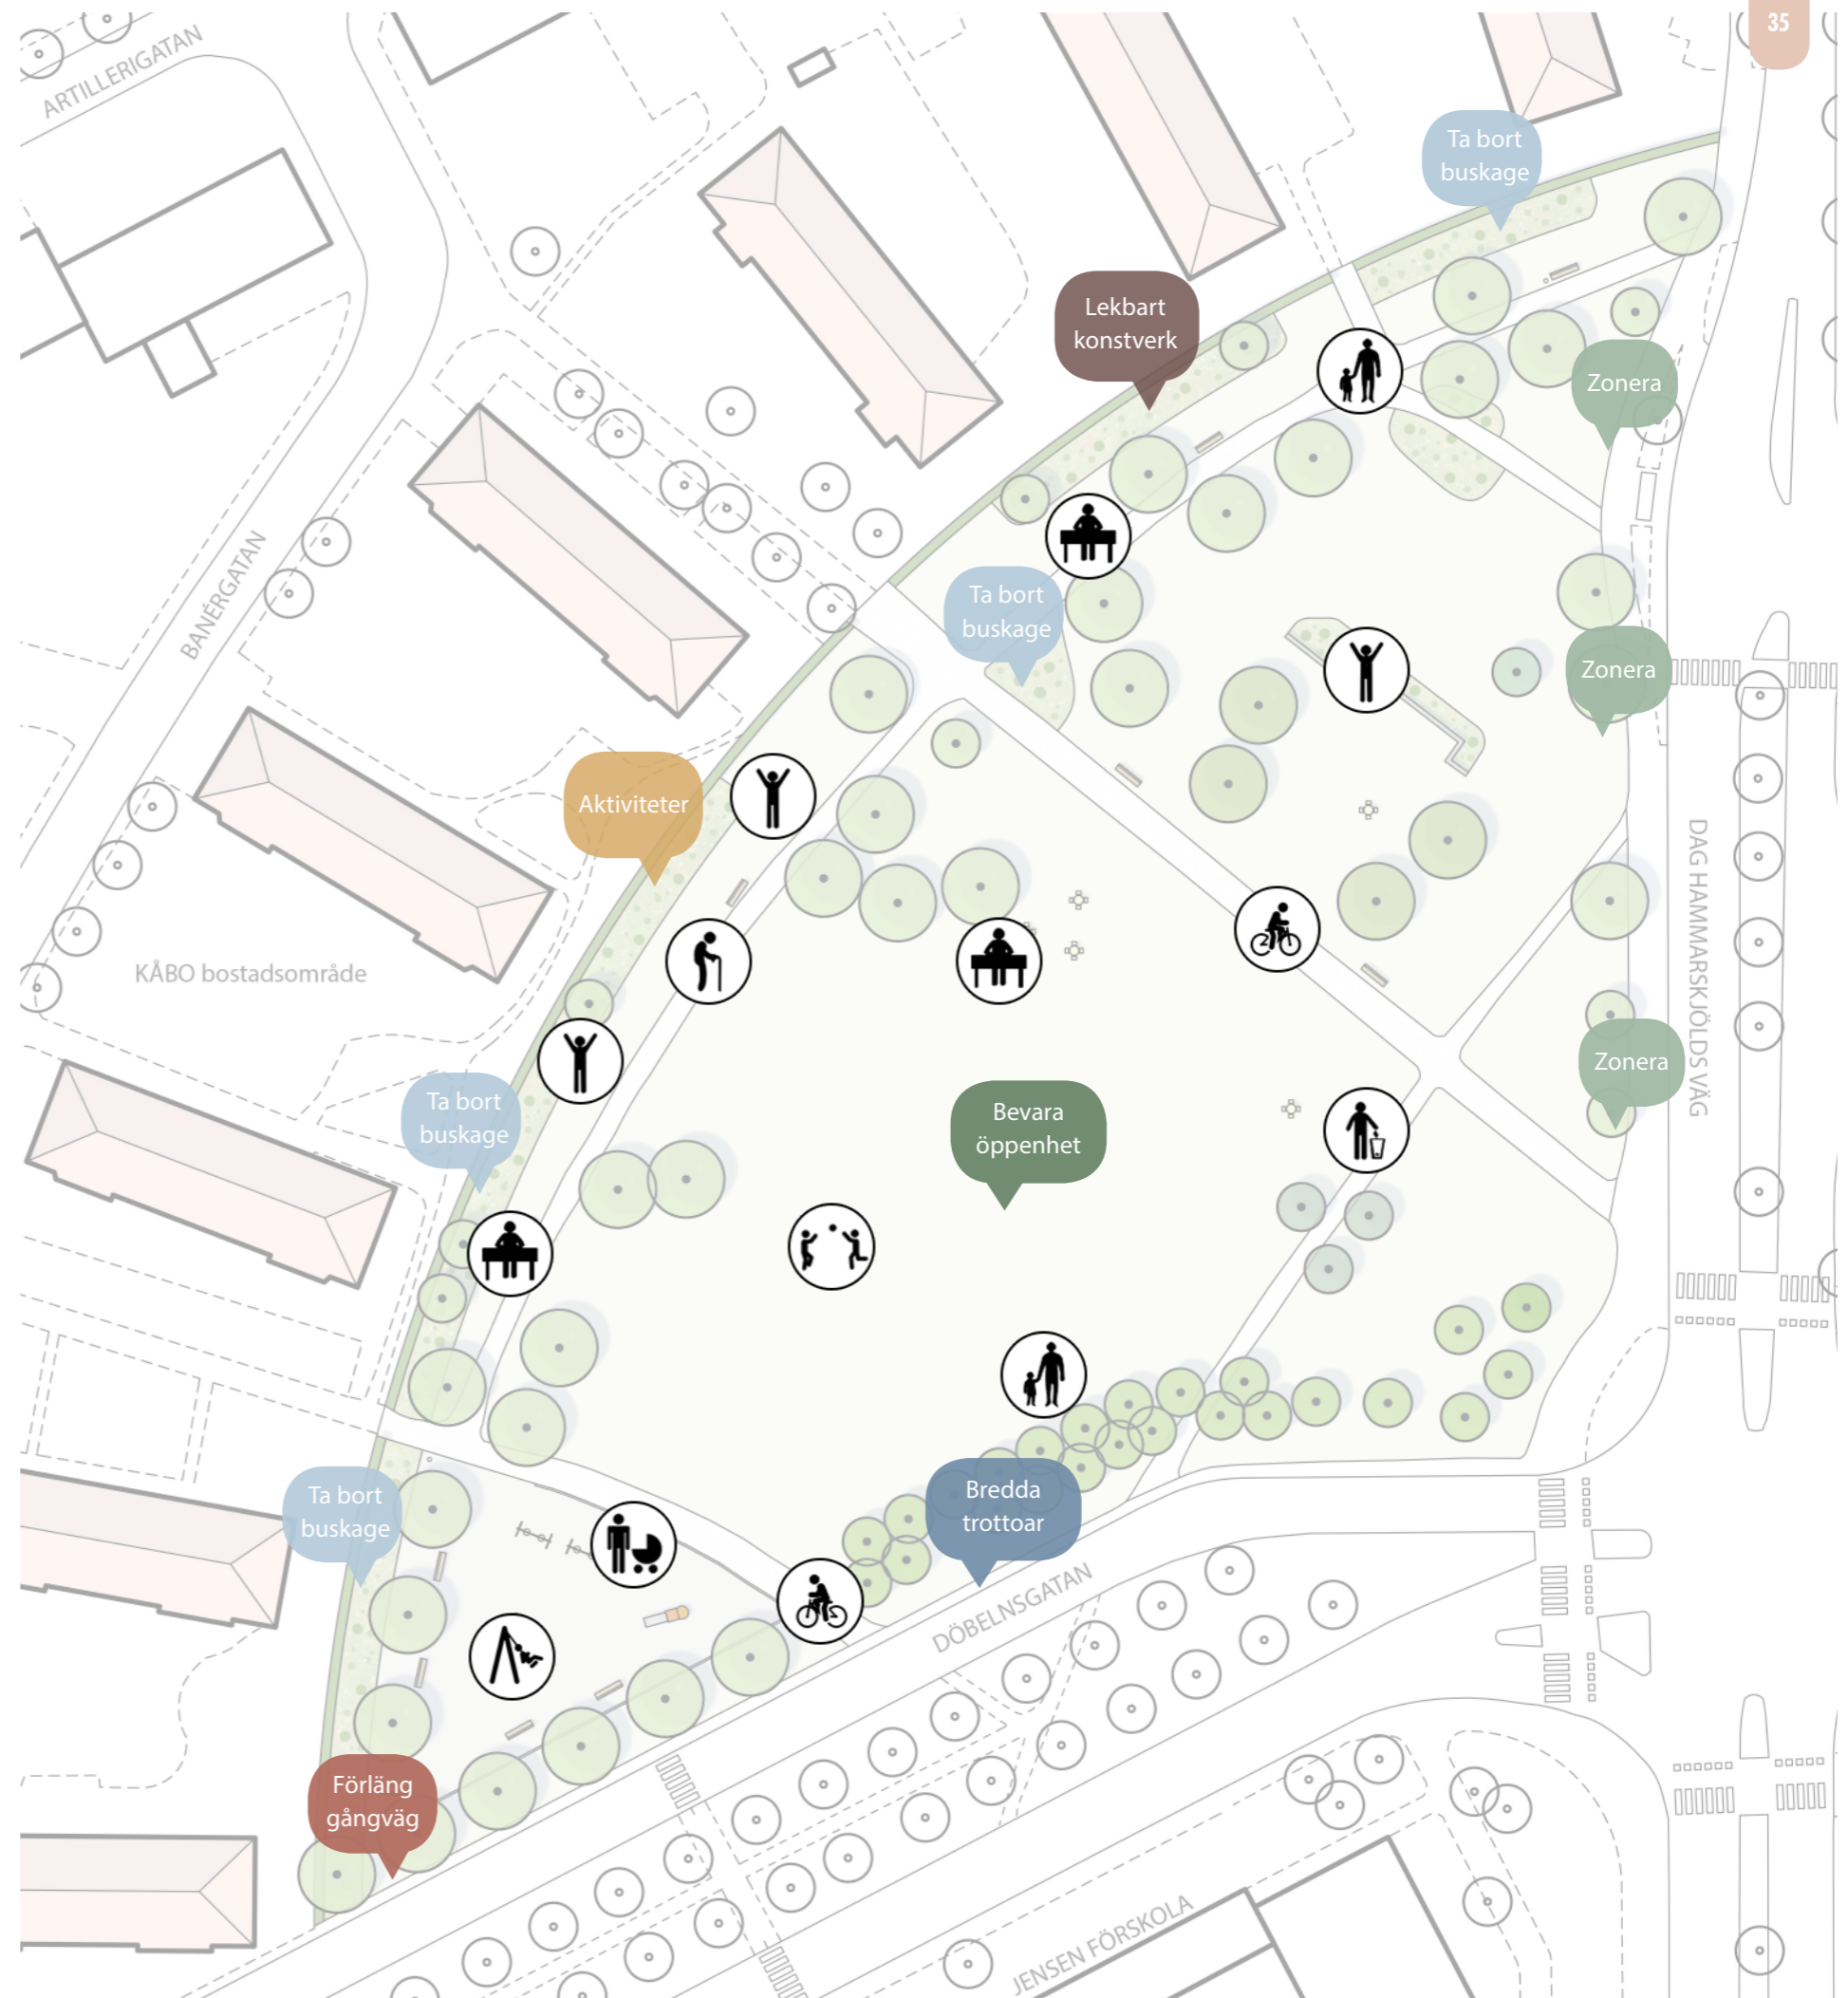 35
ARTILLERIGATAN
Ta bort
buskage
Lekbart
konstverk
Zonera
BANÉRGATAN
Ta bort
buskage
Zonera
Aktiviteter
DAG HAMMARSKJÖLDS VÄG
KÅBO bostadsområde
Zonera
Ta bort
buskage
Bevara
öppenhet
Ta bort
buskage
Bredda
trottoar
DÖBELNSGATAN
Förläng
gångväg
JENSEN FÖRSKOLA